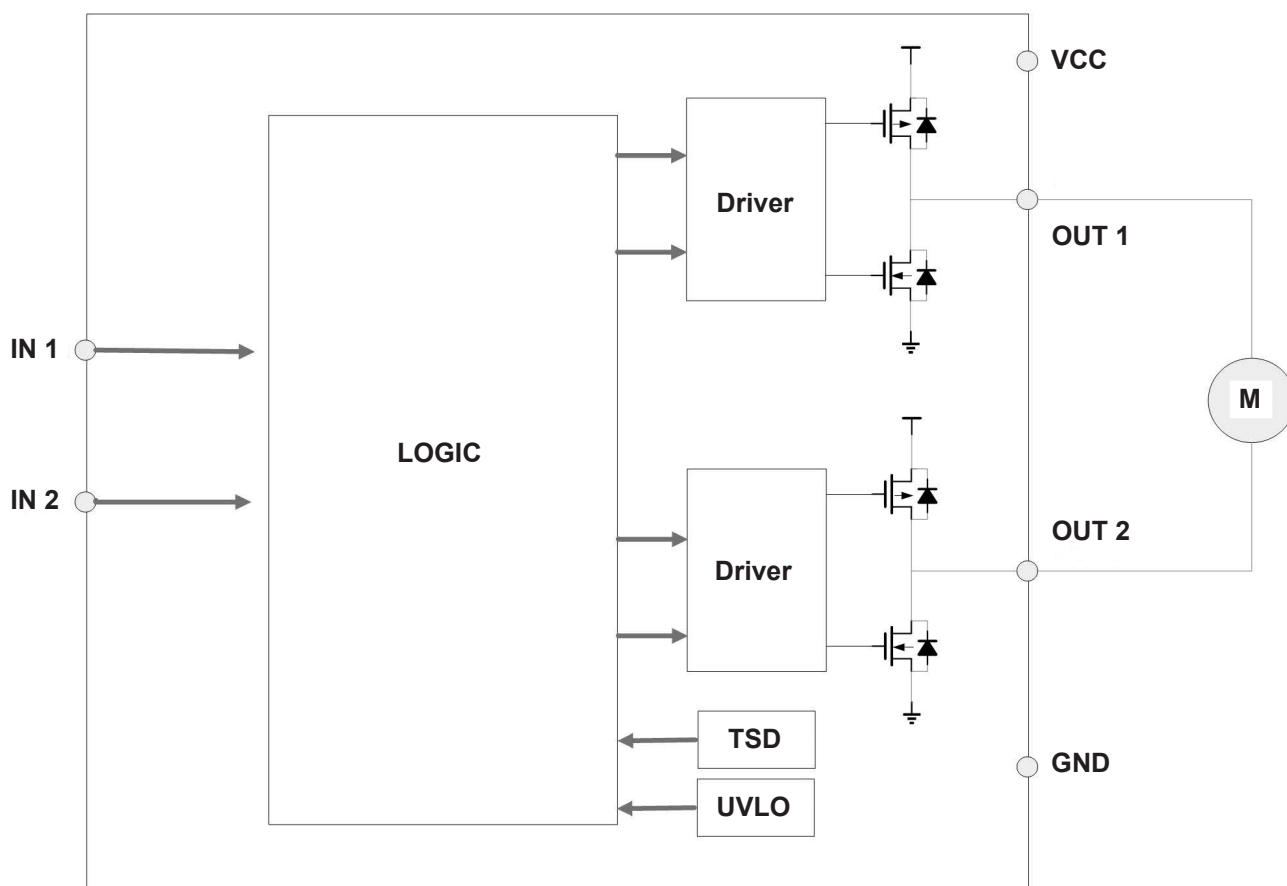 VCC
Driver
OUT 1
IN 1
M
LOGIC
IN 2
OUT 2
Driver
TSD
GND
UVLO